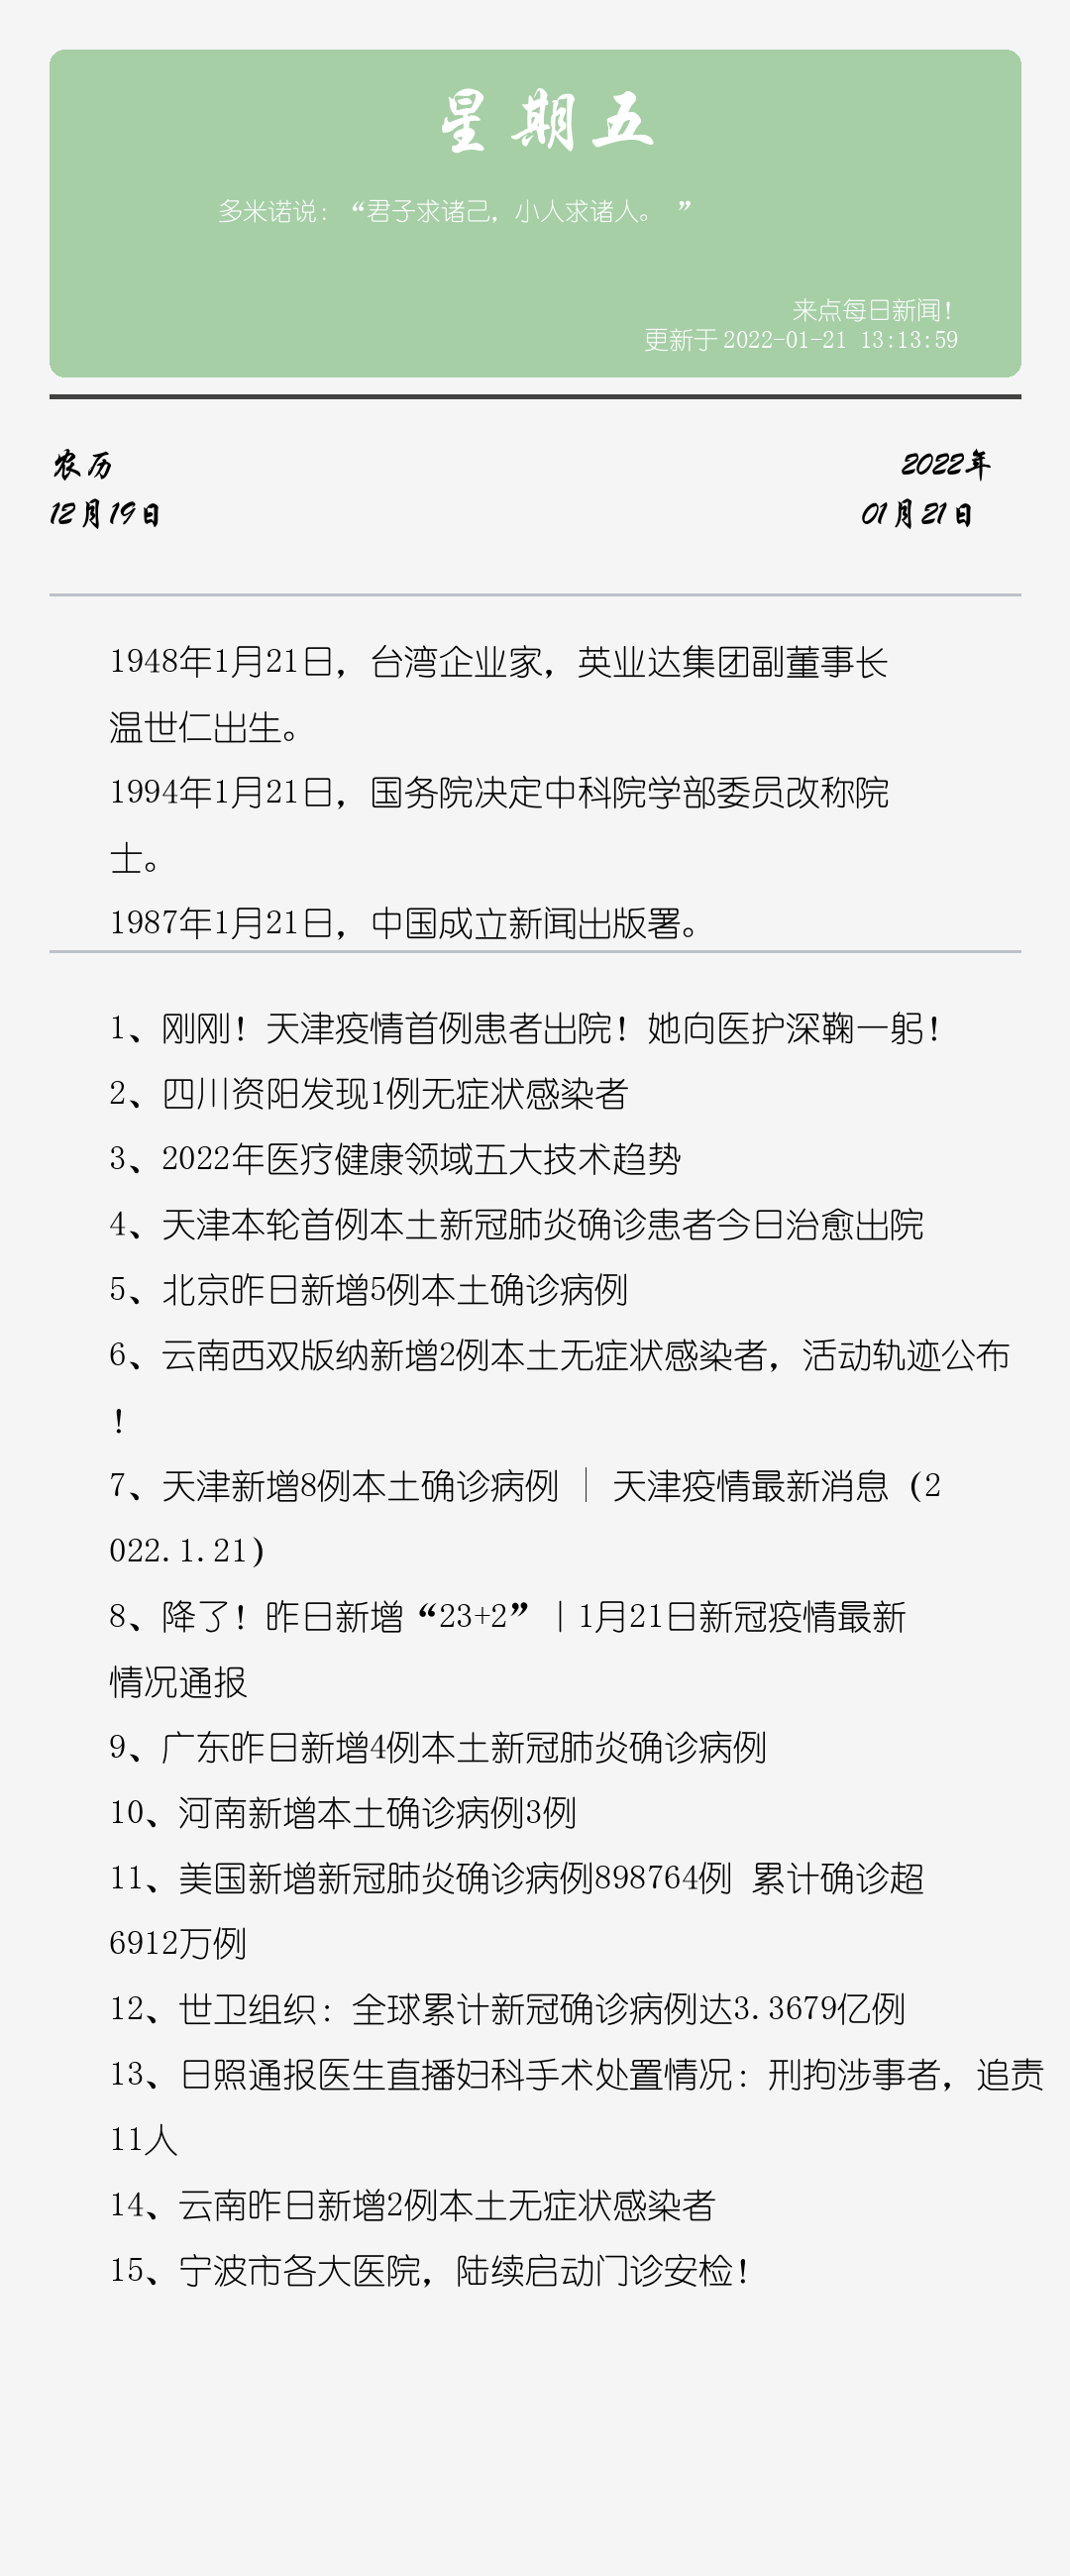 星期五
多米诺说：“君子求诸己，小人求诸人。 ”
来点每日新闻！
更新于 2022-01-21 13:13:59
农历
12月19日
2022年
01月21日
1948年1月21日，台湾企业家，英业达集团副董事长
温世仁出生。
1994年1月21日，国务院决定中科院学部委员改称院
士。
1987年1月21日，中国成立新闻出版署。
1、刚刚！天津疫情首例患者出院！她向医护深鞠一躬！
2、四川资阳发现1例无症状感染者
3、2022年医疗健康领域五大技术趋势
4、天津本轮首例本土新冠肺炎确诊患者今日治愈出院
5、北京昨日新增5例本土确诊病例
6、云南西双版纳新增2例本土无症状感染者，活动轨迹公布
！
7、天津新增8例本土确诊病例 │ 天津疫情最新消息（2
022.1.21）
8、降了！昨日新增“23+2”｜1月21日新冠疫情最新
情况通报
9、广东昨日新增4例本土新冠肺炎确诊病例
10、河南新增本土确诊病例3例
11、美国新增新冠肺炎确诊病例898764例 累计确诊超
6912万例
12、世卫组织：全球累计新冠确诊病例达3.3679亿例
13、日照通报医生直播妇科手术处置情况：刑拘涉事者，追责
11人
14、云南昨日新增2例本土无症状感染者
15、宁波市各大医院，陆续启动门诊安检！